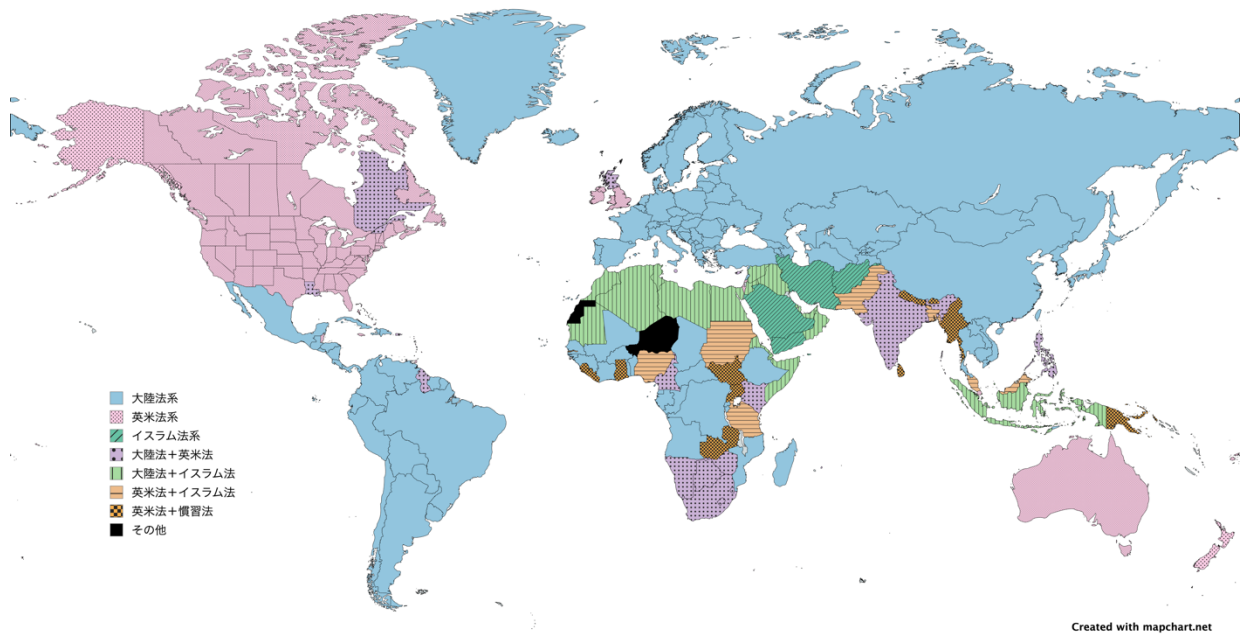 大陸法系
英米法系
イスラム法系
大陸法＋英米法
大陸法＋イスラム法
英米法＋イスラム法
英米法＋慣習法
その他
Created with mapchart.net